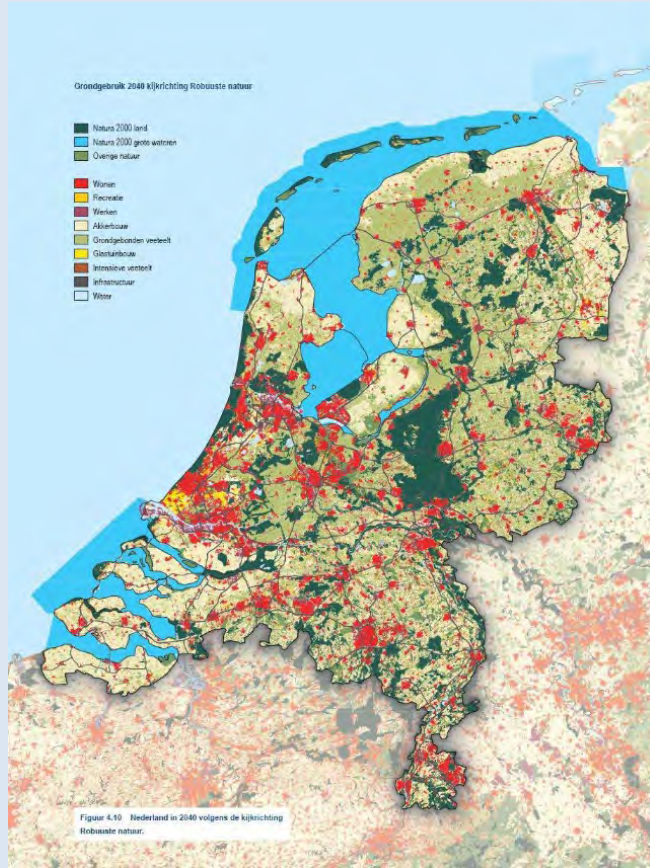 Grondgebruik 2040 kijkrichting Robuuste natuur
Natura 2000 land
Natura 2000 grote wateren
Overige natuur
Wonen
Recreatie
Werken
Akkerbouw
Grondgebonden veeteelt
Glastuinbouw
Intensieve veeteelt
Infrastructuur
Water
Figuur 4.10 Nederland in 2040 volgens de kijkrichting
Robuuste natuur.